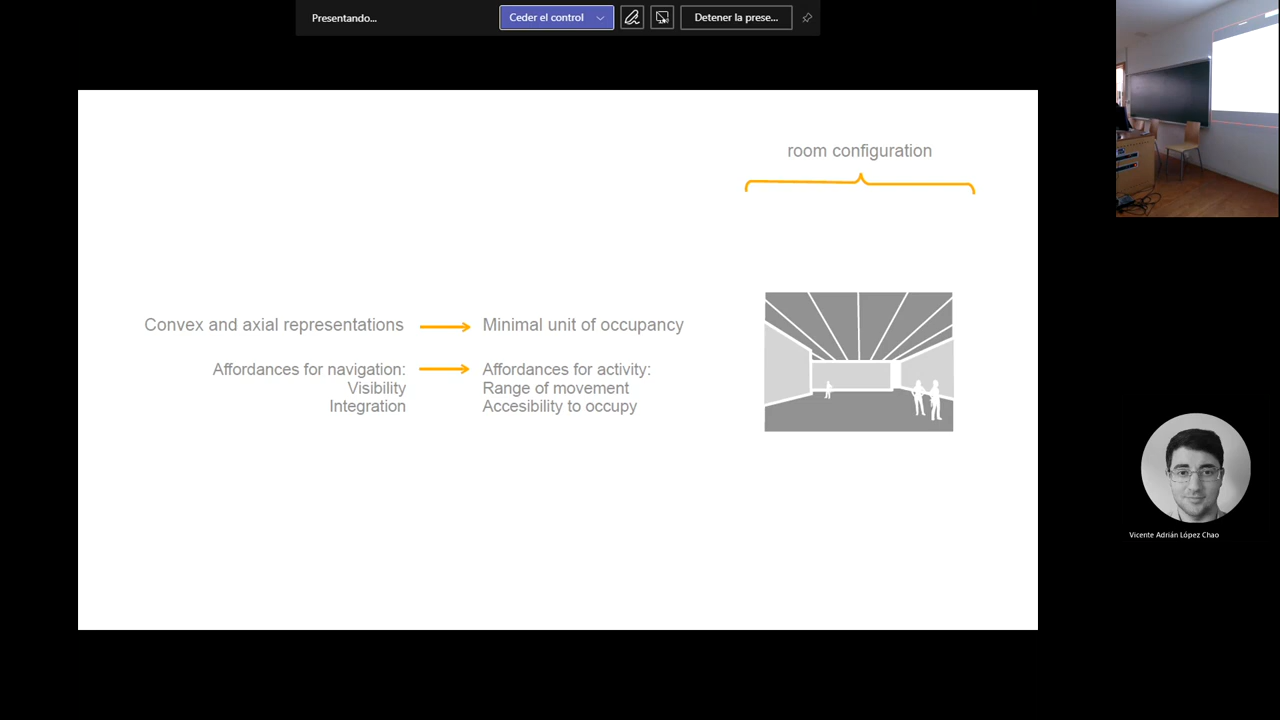 Presentando...
Ceder el control
Detener la prese...
room configuration
Convex and axial representations
Minimal unit of occupancy
Affordances for navigation:
Visibility
Integration
Affordances for activity:
Range of movement
Accesibility to occupy
Vicente Adrián López Chao